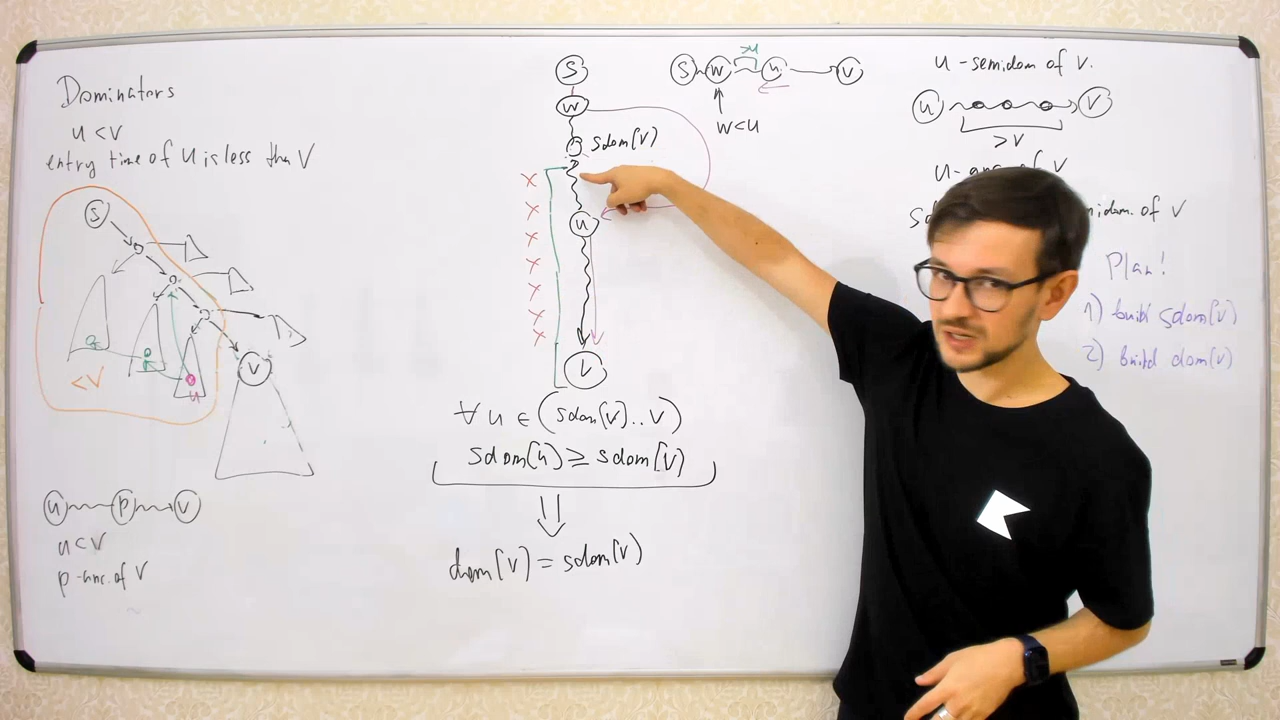 Dominators
u < v
entry time of u is less than v
S
< v
v
u
u p v
u < v
p - anc. of v
S
w
sdom(v)
x
x
x
x
x
x
x
u
v
∀ u ∈ (sdom(v)..v)
sdom(u) ≥ sdom(v)
⇓
dom(v) = sdom(v)
S w u v
>u
w < u
u - semidom of v.
u v
> v
of v
Plan!
1) build sdom(v)
2) build dom(v)